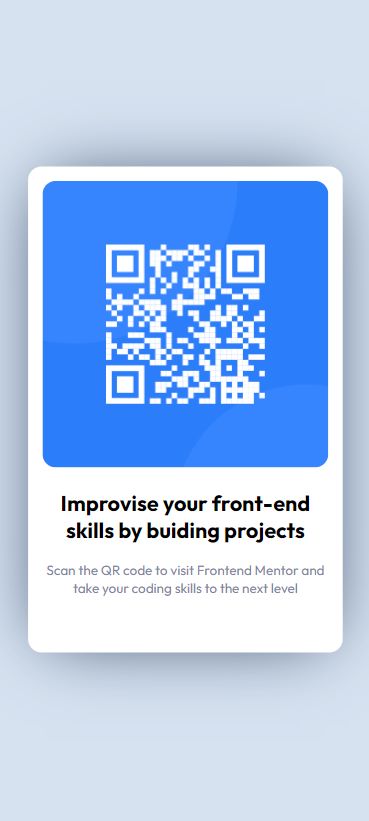 Improvise your front-end
skills by buiding projects
Scan the QR code to visit Frontend Mentor and
take your coding skills to the next level